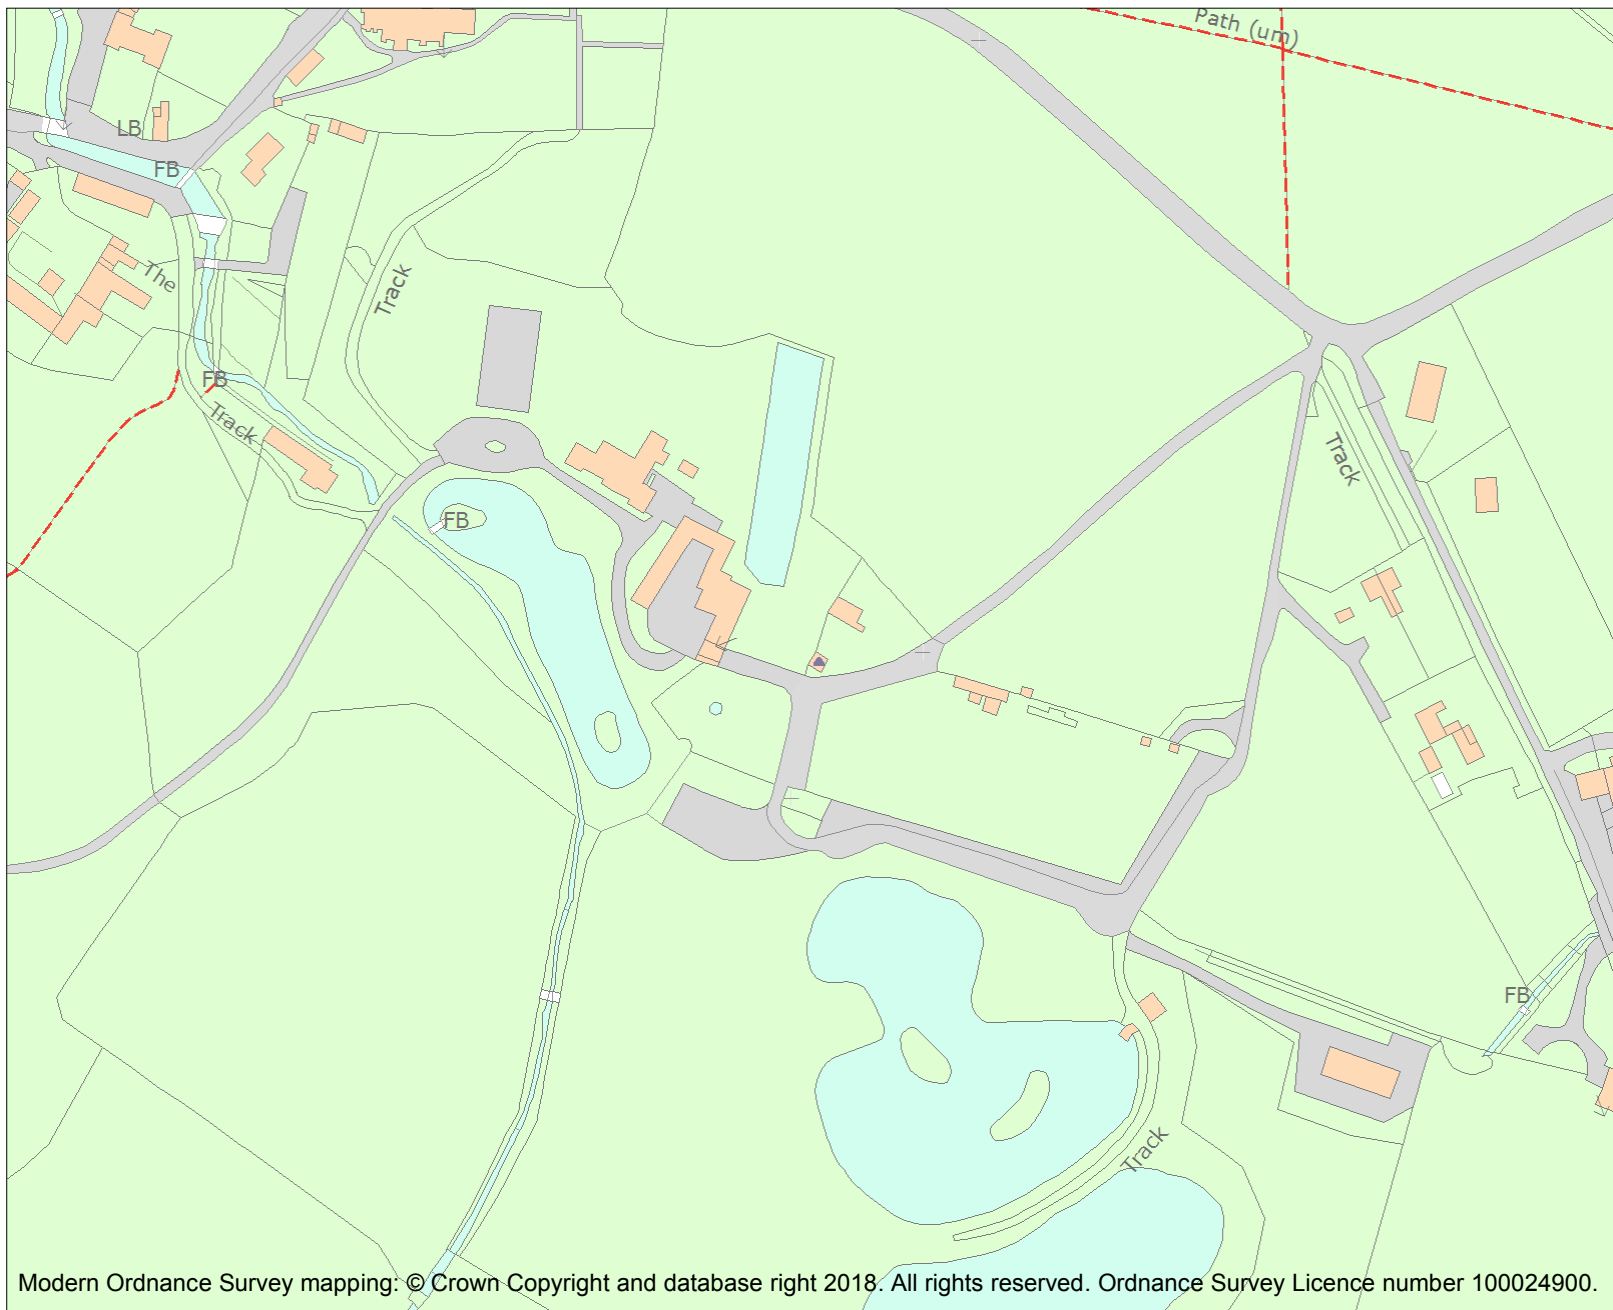 Path (um)
LB
FB
The
Track
FB
Track
Track
FB
FB
Track
Modern Ordnance Survey mapping: © Crown Copyright and database right 2018. All rights reserved. Ordnance Survey Licence number 100024900.